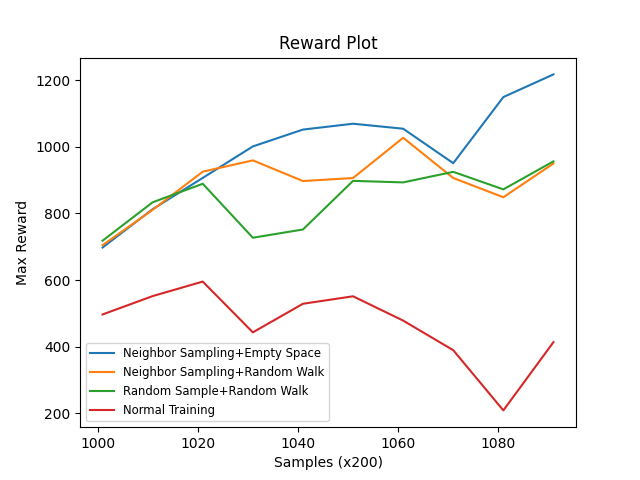 Reward Plot
Max Reward
1200
1000
800
600
400
200
Neighbor Sampling+Empty Space
Neighbor Sampling+Random Walk
Random Sample+Random Walk
Normal Training
1000 1020 1040 1060 1080
Samples (x200)